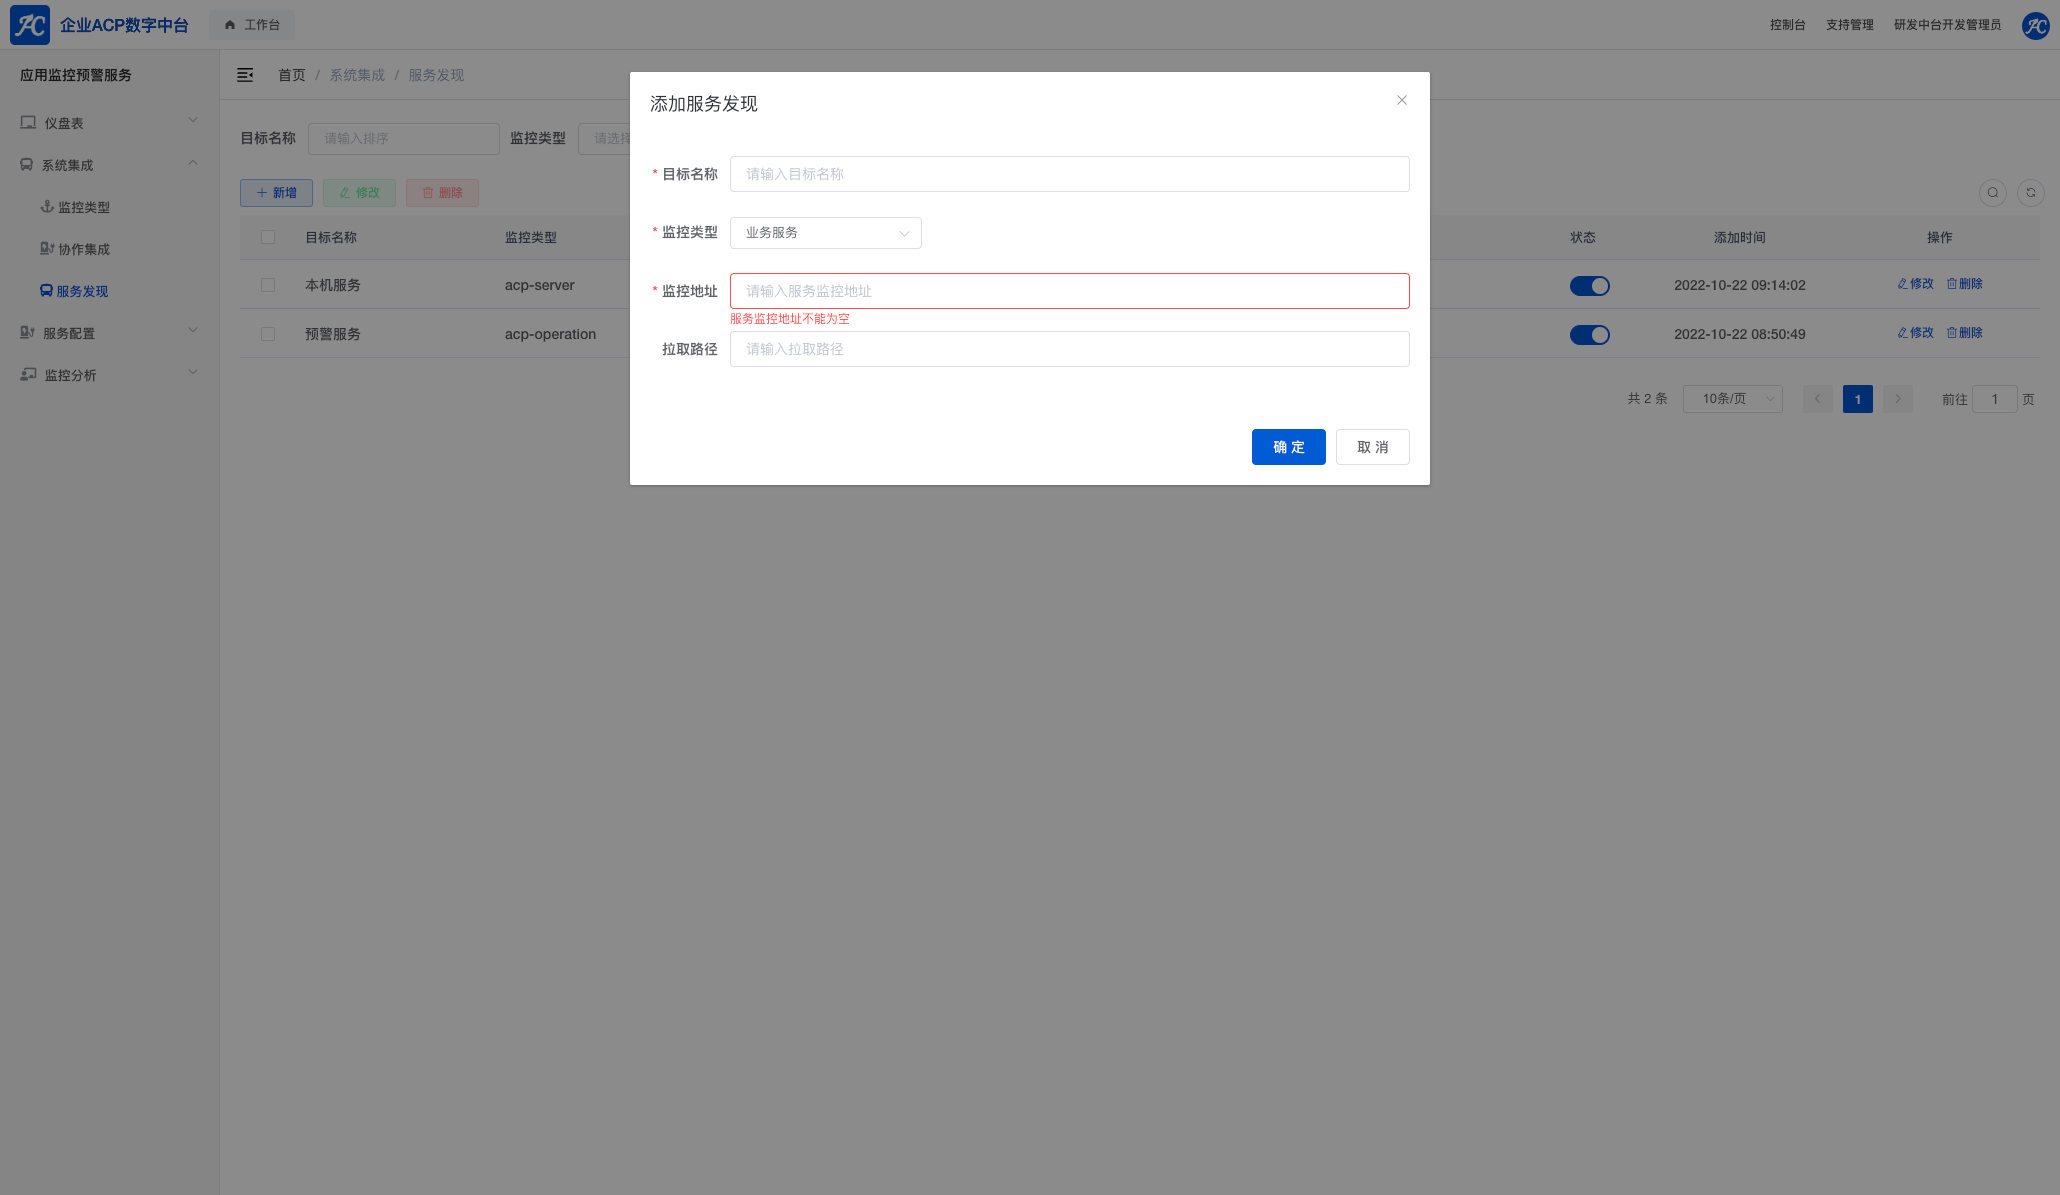 企业ACP数字中台
工作台
控制台
支持管理
研发中台开发管理员
应用监控预警服务
仪盘表
系统集成
监控类型
协作集成
服务发现
服务配置
监控分析
首页 / 系统集成 / 服务发现
目标名称 请输入排序 监控类型 请选择
新增 修改 删除
目标名称 监控类型 状态 添加时间 操作
本机服务 acp-server 2022-10-22 09:14:02 修改 删除
预警服务 acp-operation 2022-10-22 08:50:49 修改 删除
共 2 条 10条/页 1 前往 1 页
添加服务发现
* 目标名称 请输入目标名称
* 监控类型 业务服务
* 监控地址 请输入服务监控地址
服务监控地址不能为空
拉取路径 请输入拉取路径
确 定 取 消